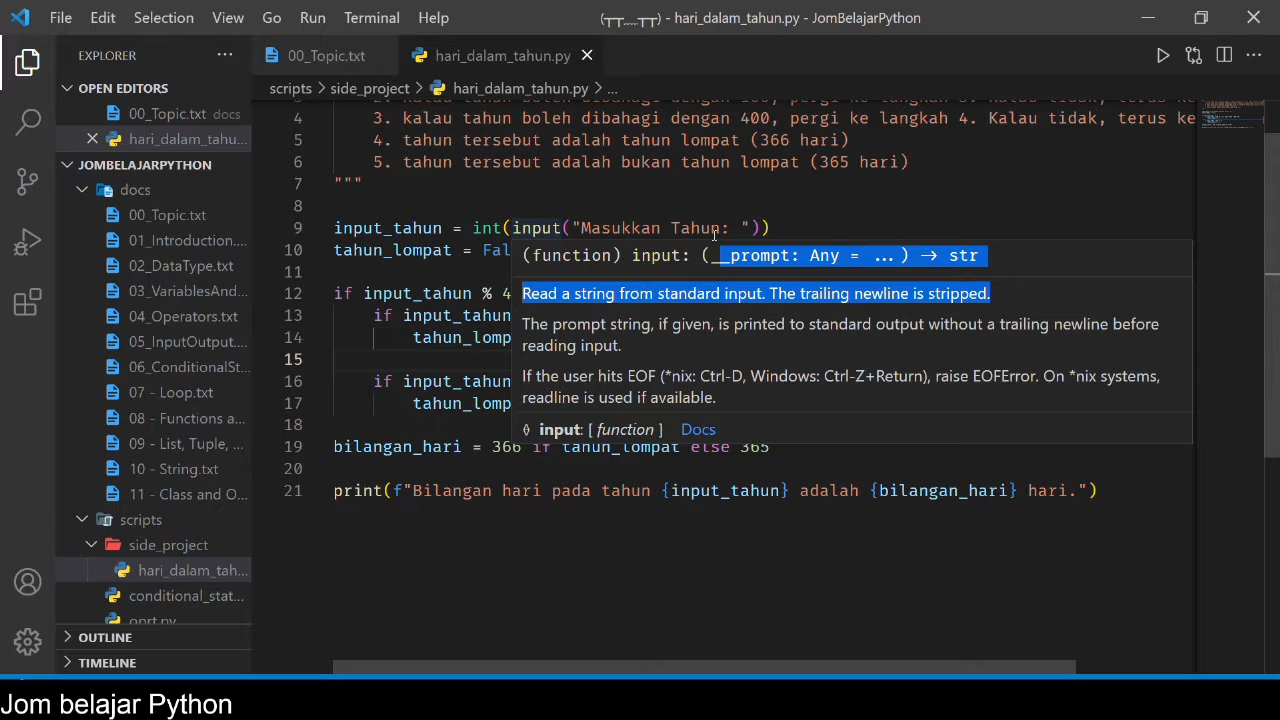 File Edit Selection View Go Run Terminal Help (┬┬﹏┬┬) - hari_dalam_tahun.py - JomBelajarPython
EXPLORER ···
00_Topic.txt
hari_dalam_tahun.py
scripts > side_project > hari_dalam_tahun.py > ...
OPEN EDITORS
00_Topic.txt docs
hari_dalam_tahu...
JOMBELAJARPYTHON
docs
00_Topic.txt
01_Introduction...
02_DataType.txt
03_VariablesAnd...
04_Operators.txt
05_InputOutput...
06_ConditionalSt...
07 - Loop.txt
08 - Functions a...
09 - List, Tuple, ...
10 - String.txt
11 - Class and O...
scripts
side_project
hari_dalam_tah...
conditional_stat...
oprt.py
OUTLINE
TIMELINE
4 3. kalau tahun boleh dibahagi dengan 400, pergi ke langkah 4. Kalau tidak, terus ke
5 4. tahun tersebut adalah tahun lompat (366 hari)
6 5. tahun tersebut adalah bukan tahun lompat (365 hari)
7 """
8
9 input_tahun = int(input("Masukkan Tahun: "))
10 tahun_lompat = Fal
11
12 if input_tahun % 4
13 if input_tahun
14 tahun_lomp
15
16 if input_tahun
17 tahun_lomp
18
19 bilangan_hari = 366 if tahun_lompat else 365
20
21 print(f"Bilangan hari pada tahun {input_tahun} adalah {bilangan_hari} hari.")
(function) input: (__prompt: Any = ...) → str
Read a string from standard input. The trailing newline is stripped.
The prompt string, if given, is printed to standard output without a trailing newline before
reading input.
If the user hits EOF (*nix: Ctrl-D, Windows: Ctrl-Z+Return), raise EOFError. On *nix systems,
readline is used if available.
input: [ function ] Docs
Jom belajar Python